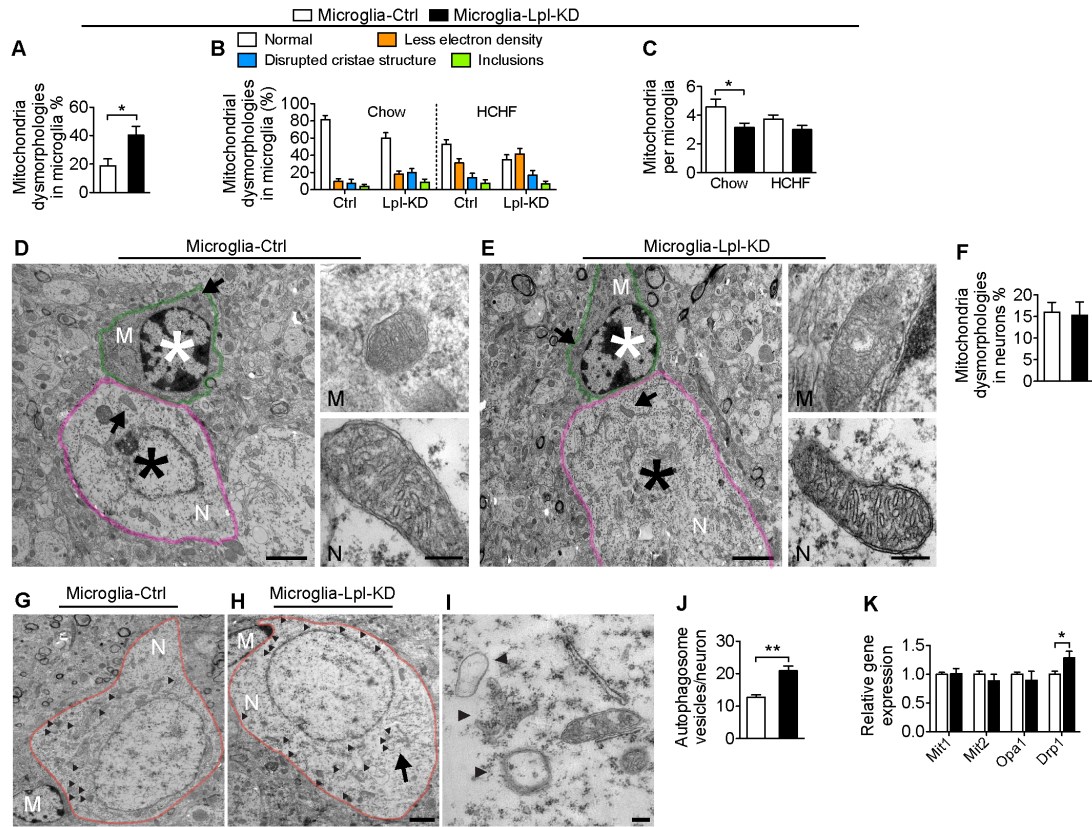 Microglia-Ctrl Microglia-Lpl-KD
A
Mitochondria
dysmorphologies
in microglia %
60
40
20
0
*
B
Normal Less electron density
Disrupted cristae structure Inclusions
Mitochondrial
dysmorphologies
in microglia (%)
100
80
60
40
20
0
Chow HCHF
Ctrl Lpl-KD Ctrl Lpl-KD
C
Mitochondria
per microglia
6
4
2
0
*
Chow HCHF
D
Microglia-Ctrl
M
*
*
N
M
N
E
Microglia-Lpl-KD
M
*
*
N
M
N
F
Mitochondria
dysmorphologies
in neurons %
20
15
10
5
0
G
Microglia-Ctrl
N
M
H
Microglia-Lpl-KD
M
N
I
J
Autophagosome
vesicles/neuron
30
20
10
0
**
K
Relative gene
expression
1.5
1.0
0.5
0.0
*
Mit1 Mit2 Opa1 Drp1